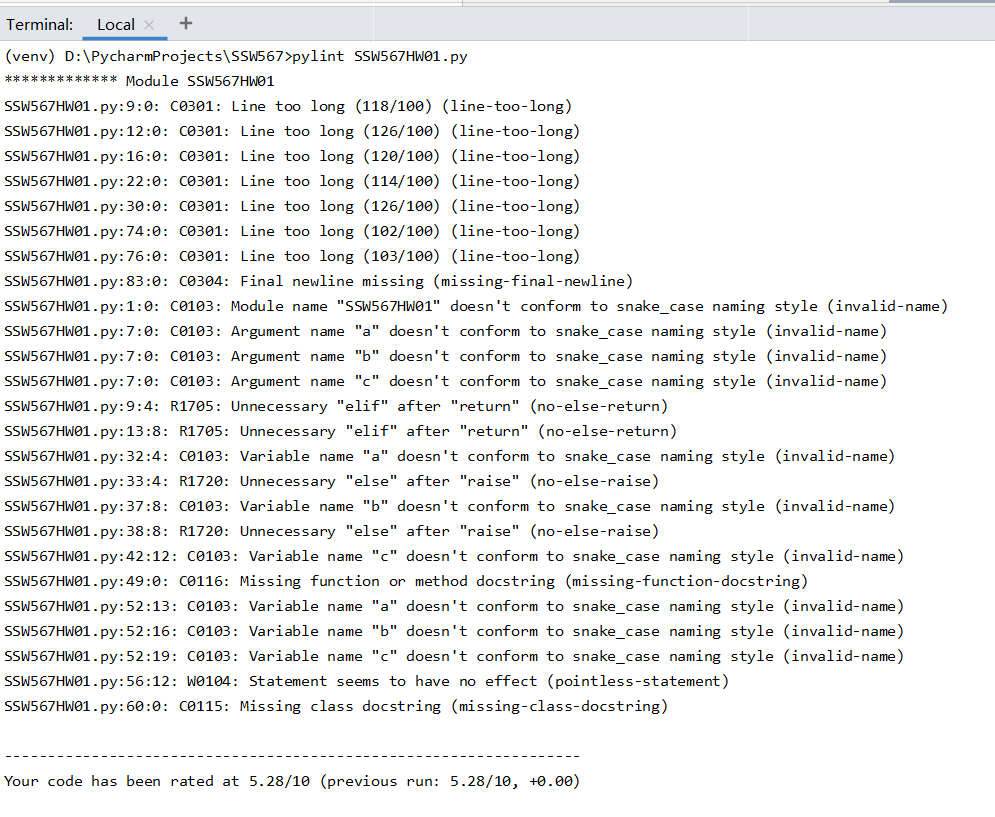 Terminal: Local × +
(venv) D:\PycharmProjects\SSW567>pylint SSW567HW01.py
************* Module SSW567HW01
SSW567HW01.py:9:0: C0301: Line too long (118/100) (line-too-long)
SSW567HW01.py:12:0: C0301: Line too long (126/100) (line-too-long)
SSW567HW01.py:16:0: C0301: Line too long (120/100) (line-too-long)
SSW567HW01.py:22:0: C0301: Line too long (114/100) (line-too-long)
SSW567HW01.py:30:0: C0301: Line too long (126/100) (line-too-long)
SSW567HW01.py:74:0: C0301: Line too long (102/100) (line-too-long)
SSW567HW01.py:76:0: C0301: Line too long (103/100) (line-too-long)
SSW567HW01.py:83:0: C0304: Final newline missing (missing-final-newline)
SSW567HW01.py:1:0: C0103: Module name "SSW567HW01" doesn't conform to snake_case naming style (invalid-name)
SSW567HW01.py:7:0: C0103: Argument name "a" doesn't conform to snake_case naming style (invalid-name)
SSW567HW01.py:7:0: C0103: Argument name "b" doesn't conform to snake_case naming style (invalid-name)
SSW567HW01.py:7:0: C0103: Argument name "c" doesn't conform to snake_case naming style (invalid-name)
SSW567HW01.py:9:4: R1705: Unnecessary "elif" after "return" (no-else-return)
SSW567HW01.py:13:8: R1705: Unnecessary "elif" after "return" (no-else-return)
SSW567HW01.py:32:4: C0103: Variable name "a" doesn't conform to snake_case naming style (invalid-name)
SSW567HW01.py:33:4: R1720: Unnecessary "else" after "raise" (no-else-raise)
SSW567HW01.py:37:8: C0103: Variable name "b" doesn't conform to snake_case naming style (invalid-name)
SSW567HW01.py:38:8: R1720: Unnecessary "else" after "raise" (no-else-raise)
SSW567HW01.py:42:12: C0103: Variable name "c" doesn't conform to snake_case naming style (invalid-name)
SSW567HW01.py:49:0: C0116: Missing function or method docstring (missing-function-docstring)
SSW567HW01.py:52:13: C0103: Variable name "a" doesn't conform to snake_case naming style (invalid-name)
SSW567HW01.py:52:16: C0103: Variable name "b" doesn't conform to snake_case naming style (invalid-name)
SSW567HW01.py:52:19: C0103: Variable name "c" doesn't conform to snake_case naming style (invalid-name)
SSW567HW01.py:56:12: W0104: Statement seems to have no effect (pointless-statement)
SSW567HW01.py:60:0: C0115: Missing class docstring (missing-class-docstring)
------------------------------------------------------------------
Your code has been rated at 5.28/10 (previous run: 5.28/10, +0.00)